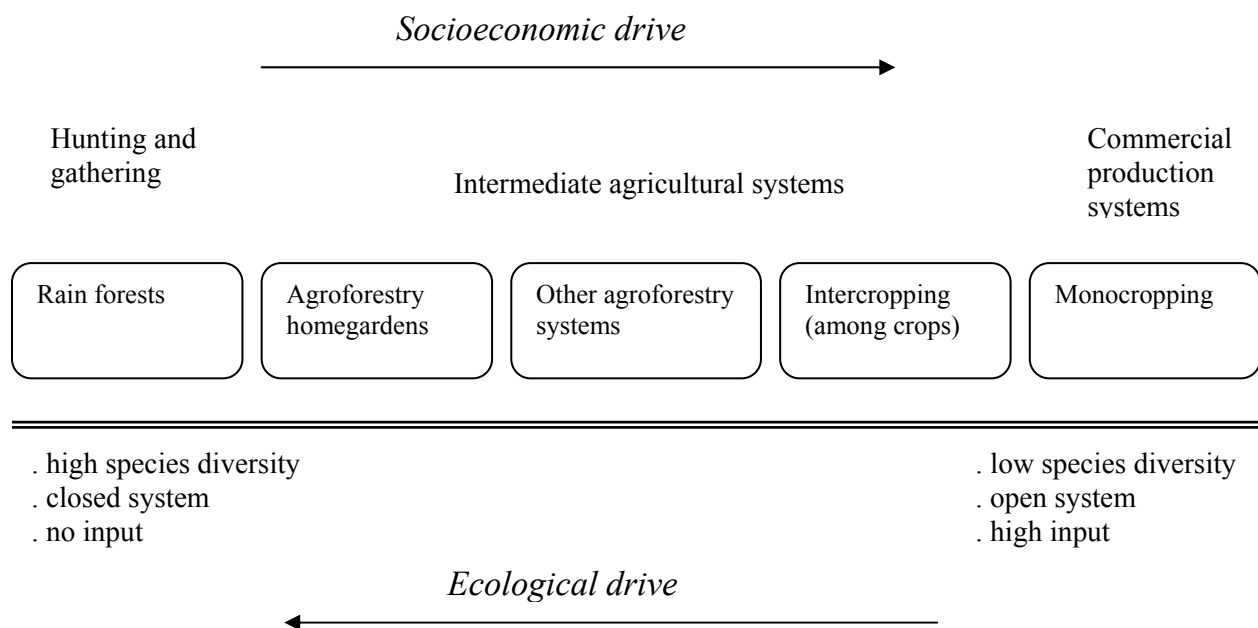 Socioeconomic drive
Hunting and
gathering
Intermediate agricultural systems
Commercial
production
systems
Rain forests
Agroforestry
homegardens
Other agroforestry
systems
Intercropping
(among crops)
Monocropping
. high species diversity
. closed system
. no input
. low species diversity
. open system
. high input
Ecological drive